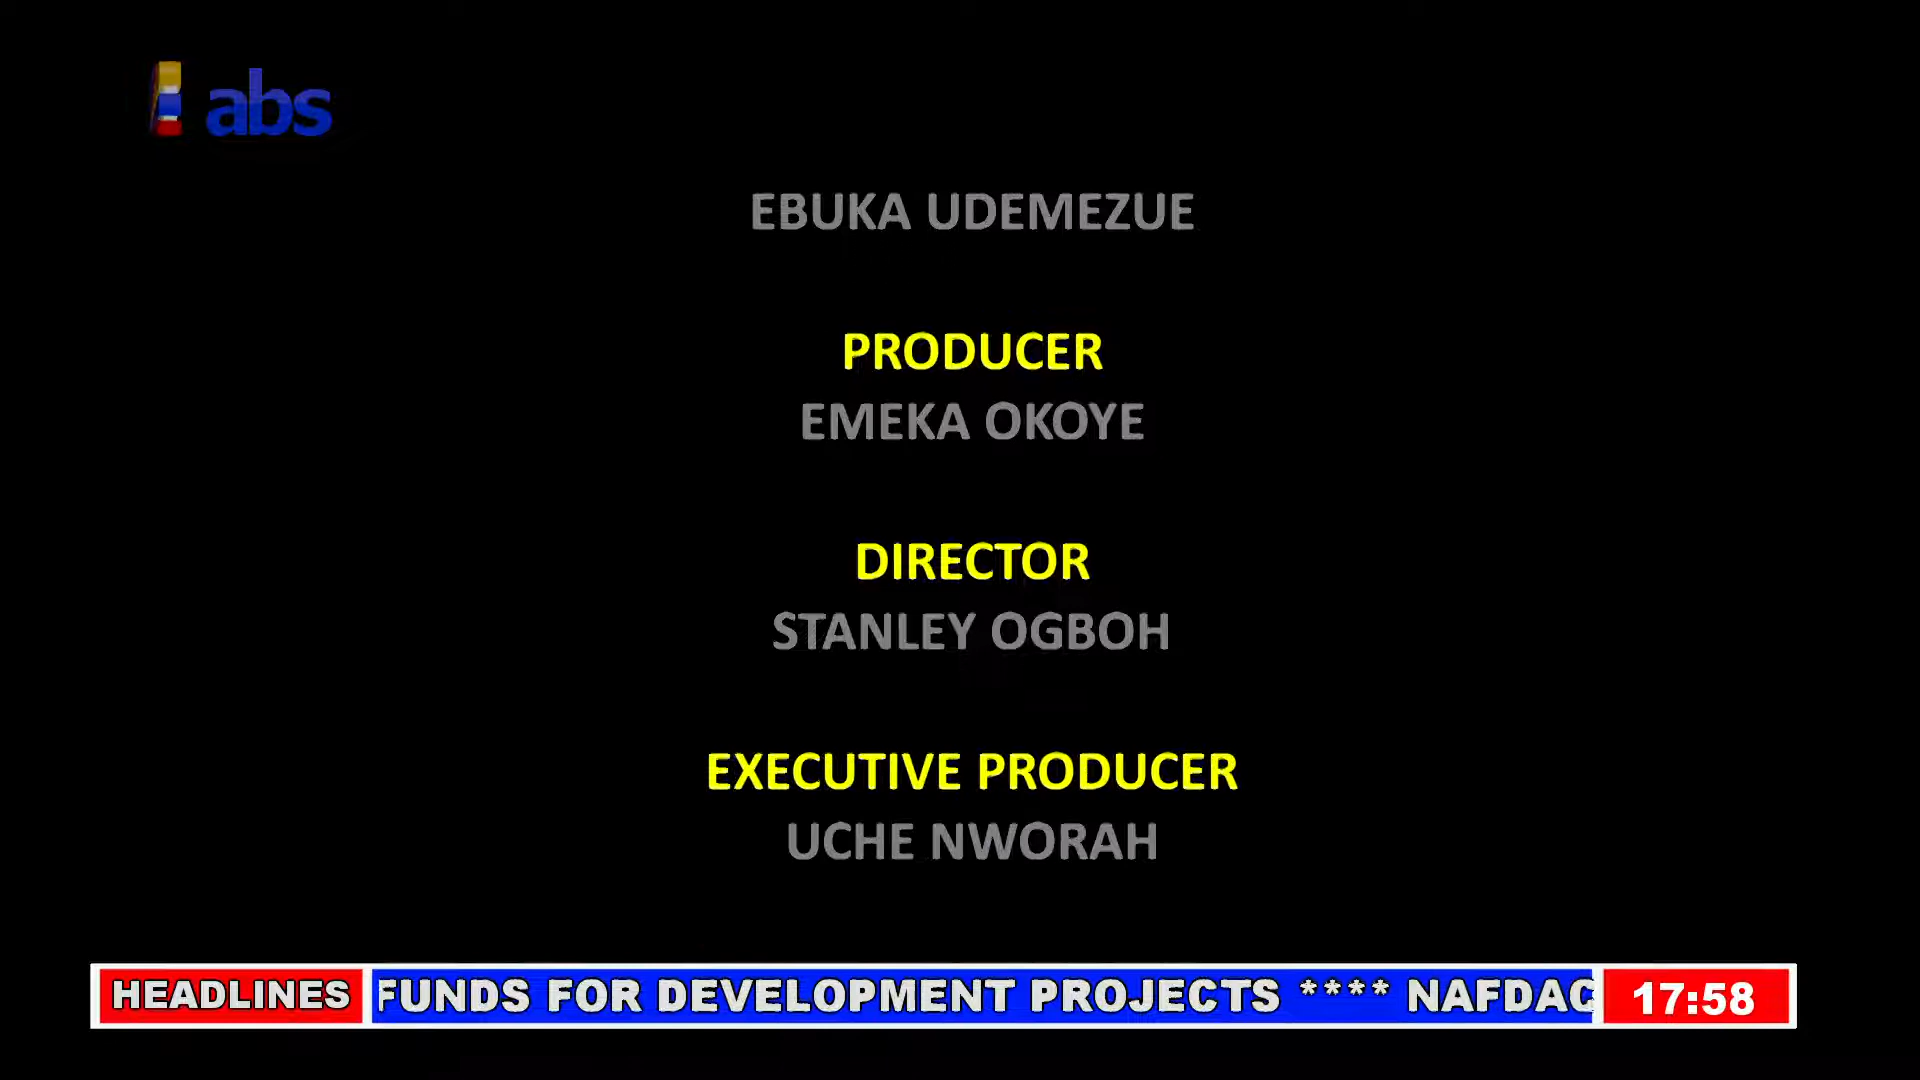 abs
EBUKA UDEMEZUE
PRODUCER
EMEKA OKOYE
DIRECTOR
STANLEY OGBOH
EXECUTIVE PRODUCER
UCHE NWORAH
HEADLINES FUNDS FOR DEVELOPMENT PROJECTS **** NAFDAC 17:58